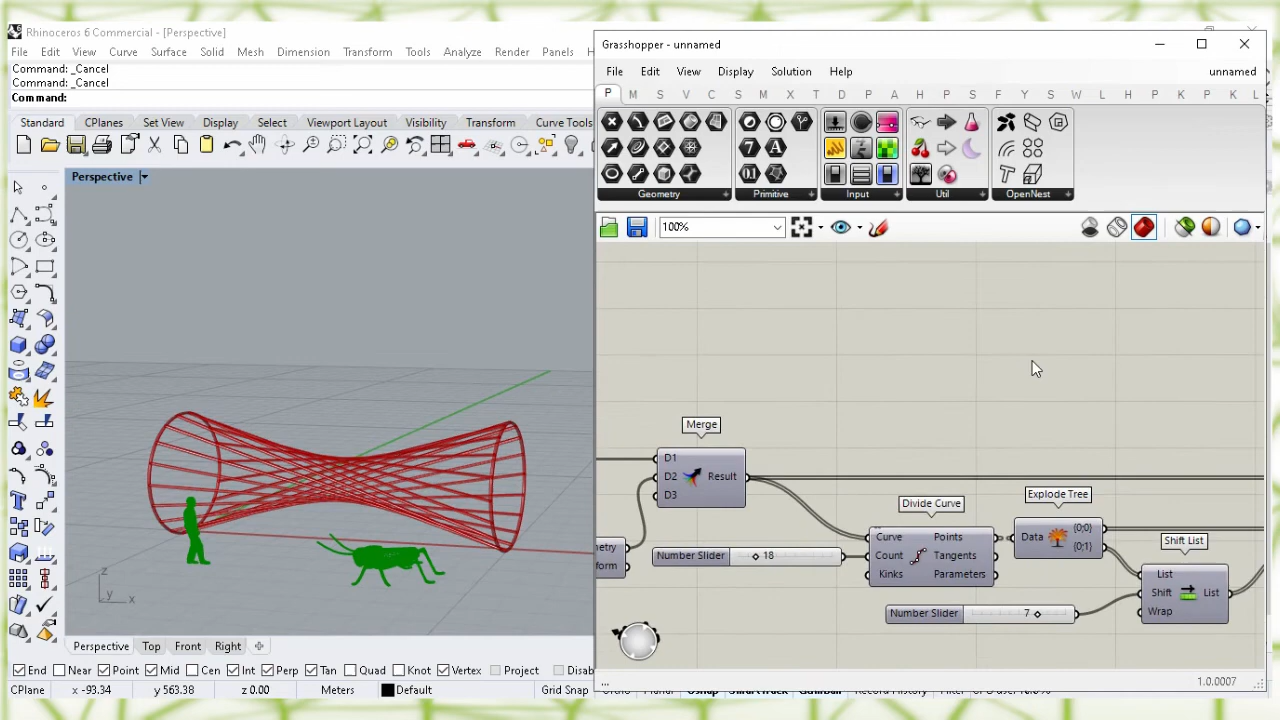 Rhinoceros 6 Commercial - [Perspective]
File Edit View Curve Surface Solid Mesh Dimension Transform Tools Analyze Render Panels
Command: _Cancel
Command: _Cancel
Command:
Standard CPlanes Set View Display Select Viewport Layout Visibility Transform Curve Tools
Perspective
z
y x
Perspective Top Front Right
End Near Point Mid Cen Int Perp Tan Quad Knot Vertex Project Disab
CPlane x -93.34 y 563.38 z 0.00 Meters Default Grid Snap
Grasshopper - unnamed
File Edit View Display Solution Help unnamed
P M S V C S M X T D P A H P S F E Y S W L H P K P K L
Geometry Primitive Input Util OpenNest
100%
Merge
D1
D2 Result
D3
Divide Curve
Explode Tree
Curve Points Data {0;0}
Number Slider 18 Count Tangents {0;1}
Kinks Parameters
Shift List
List
Number Slider 7 Shift List
Wrap
etry
form
...
1.0.0007